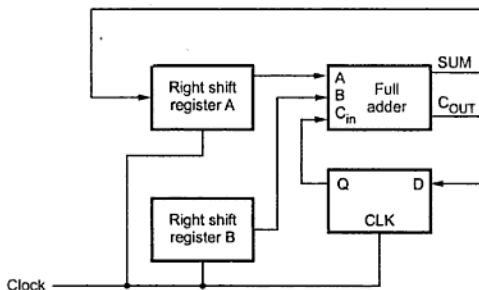 SUM
Right shift
register A
A
B
C_in
Full
adder
C_OUT
Q
D
CLK
Right shift
register B
Clock